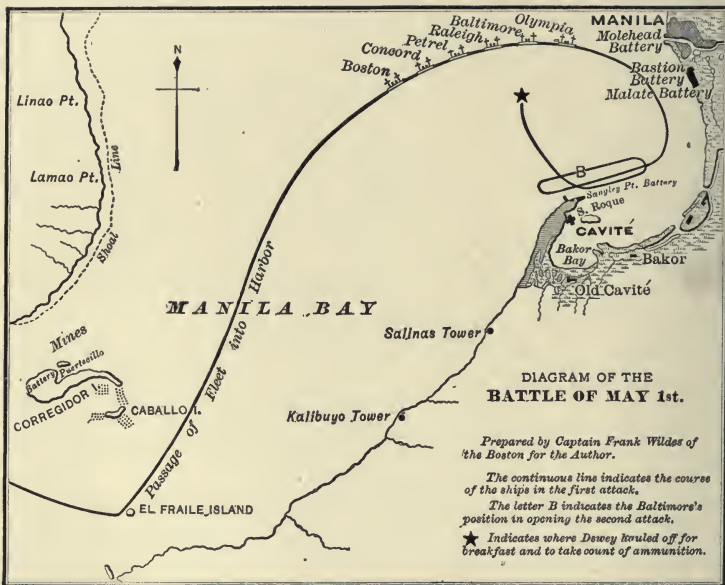 MANILA
Molehead
Battery
Bastion
Battery
Malate Battery
Olympia
Baltimore
Raleigh
Petrel
Concord
Boston
N
Linao Pt.
Lamao Pt.
Shoal Line
B
Sangley Pt. Battery
S. Roque
CAVITÉ
Bakor
Bay
Bakor
Old Cavité
MANILA BAY
Passage of Fleet into Harbor
Salinas Tower
Kalibuyo Tower
Mines
Battery Puertecillo
CORREGIDOR I.
CABALLO I.
EL FRAILE ISLAND
DIAGRAM OF THE
BATTLE OF MAY 1st.
Prepared by Captain Frank Wildes of
the Boston for the Author.
The continuous line indicates the course
of the ships in the first attack.
The letter B indicates the Baltimore's
position in opening the second attack.
★ Indicates where Dewey hauled off for
breakfast and to take count of ammunition.